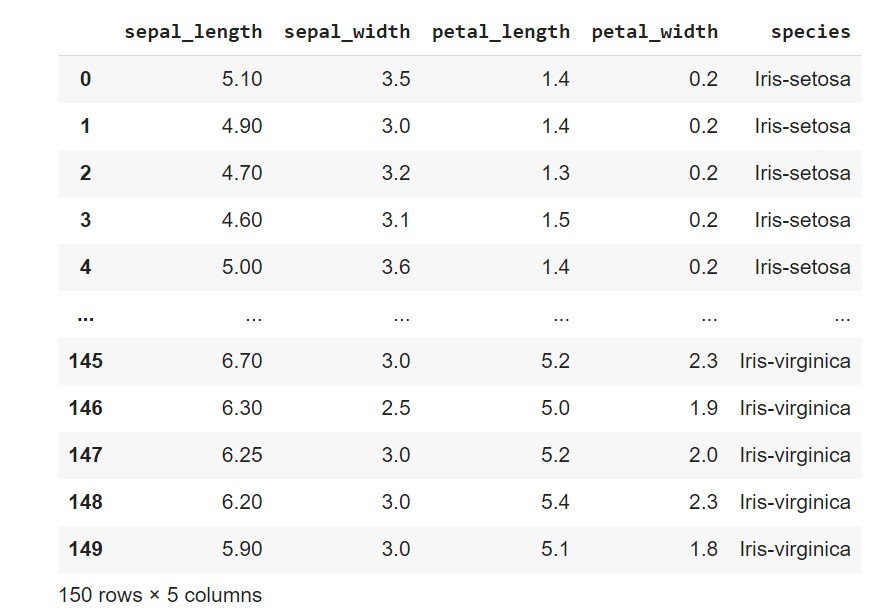 sepal_length sepal_width petal_length petal_width species
0 5.10 3.5 1.4 0.2 Iris-setosa
1 4.90 3.0 1.4 0.2 Iris-setosa
2 4.70 3.2 1.3 0.2 Iris-setosa
3 4.60 3.1 1.5 0.2 Iris-setosa
4 5.00 3.6 1.4 0.2 Iris-setosa
... ... ... ... ... ...
145 6.70 3.0 5.2 2.3 Iris-virginica
146 6.30 2.5 5.0 1.9 Iris-virginica
147 6.25 3.0 5.2 2.0 Iris-virginica
148 6.20 3.0 5.4 2.3 Iris-virginica
149 5.90 3.0 5.1 1.8 Iris-virginica
150 rows × 5 columns